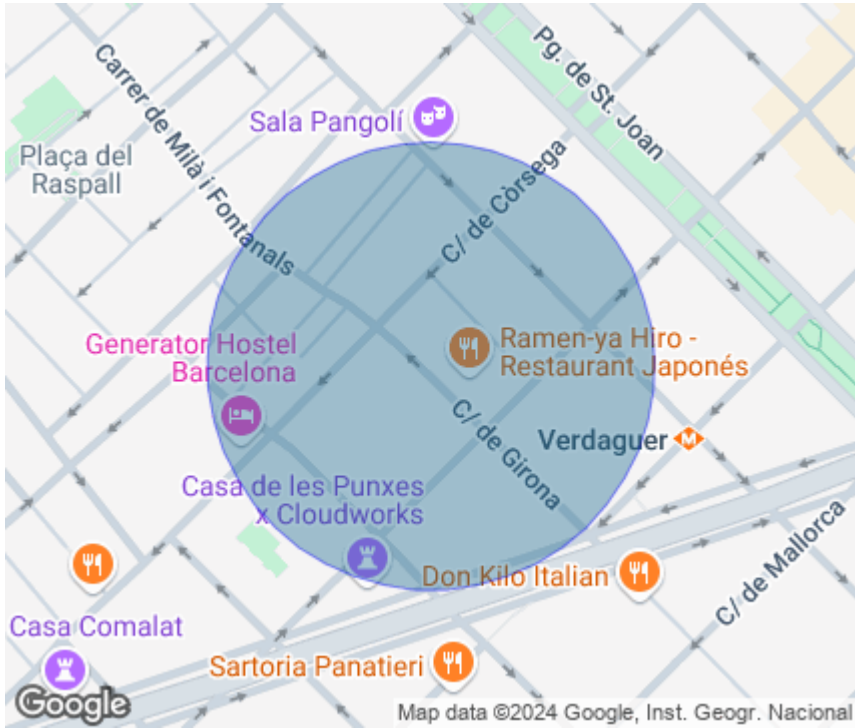 Carrer de Milà i Fontanals
Pg. de St. Joan
Sala Pangolí
Plaça del
Raspall
C/ de Còrsega
Generator Hostel
Barcelona
Ramen-ya Hiro -
Restaurant Japonés
C/ de Girona
Verdaguer
M
Casa de les Punxes
x Cloudworks
Don Kilo Italian
C/ de Mallorca
Casa Comalat
Sartoria Panatieri
Google
Map data ©2024 Google, Inst. Geogr. Nacional